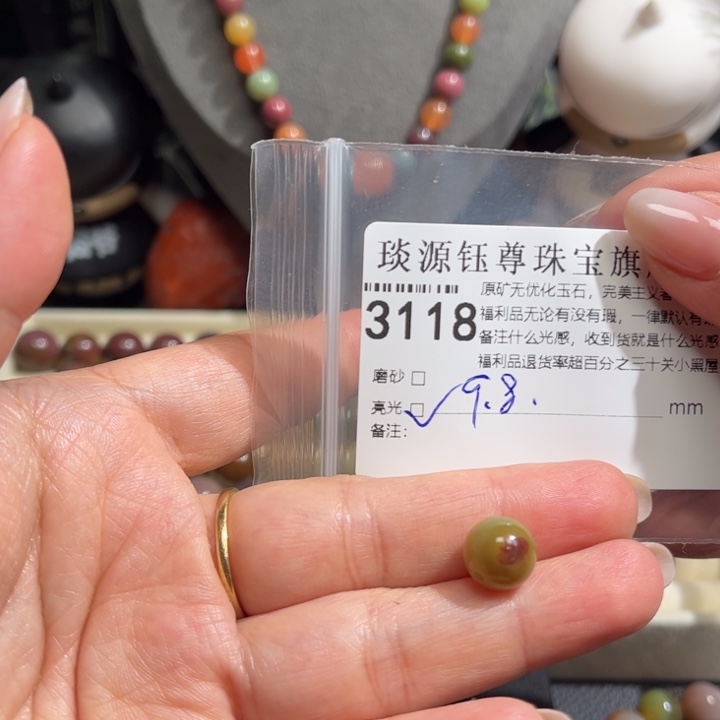 琰源钰尊珠宝旗
原矿无优化玉石，完美主义者
3118
福利品无论有没有瑕，一律默认有
备注什么光感，收到货就是什么光感
福利品退货率超百分之三十关小黑屋
磨砂 □
亮光 □ ✓ 9.8. mm
备注：